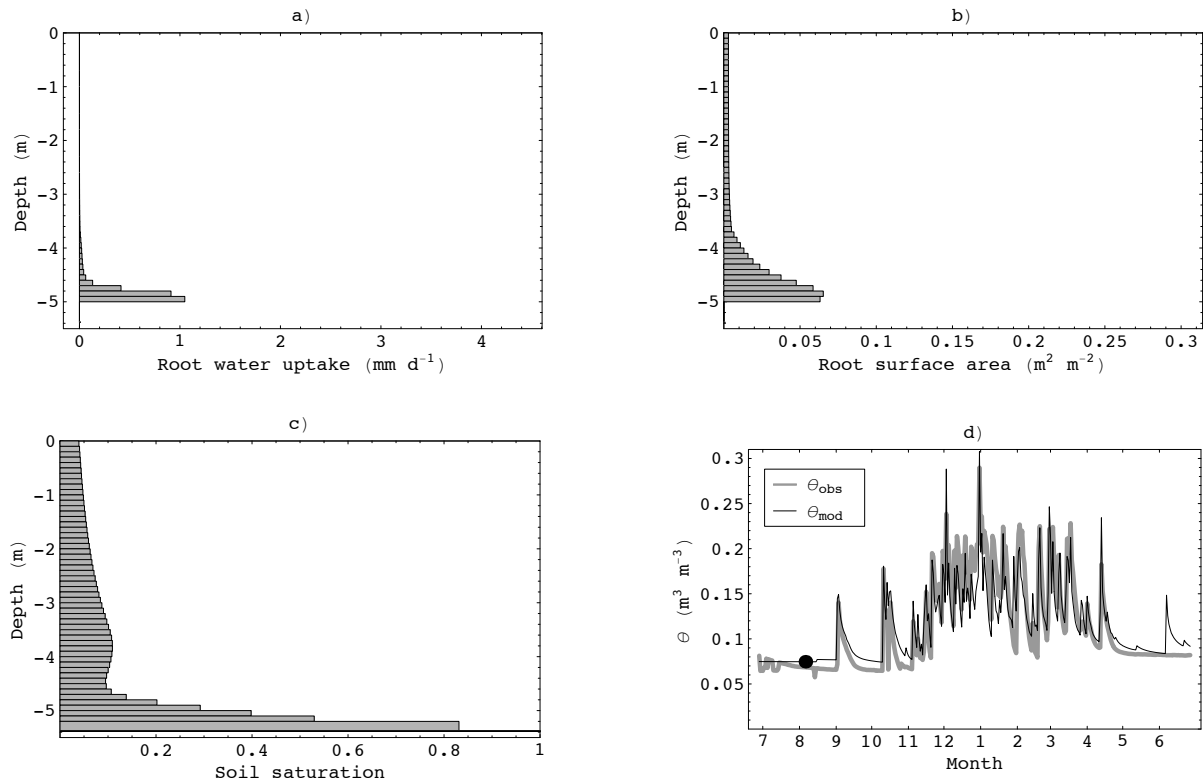 a)
0
-1
-2
-3
-4
-5
Depth (m)
0 1 2 3 4
Root water uptake (mm d⁻¹)
b)
0
-1
-2
-3
-4
-5
Depth (m)
0.05 0.1 0.15 0.2 0.25 0.3
Root surface area (m² m⁻²)
c)
0
-1
-2
-3
-4
-5
Depth (m)
0.2 0.4 0.6 0.8 1
Soil saturation
d)
0.3
0.25
0.2
0.15
0.1
0.05
θ (m³ m⁻³)
θobs
θmod
7 8 9 10 11 12 1 2 3 4 5 6
Month